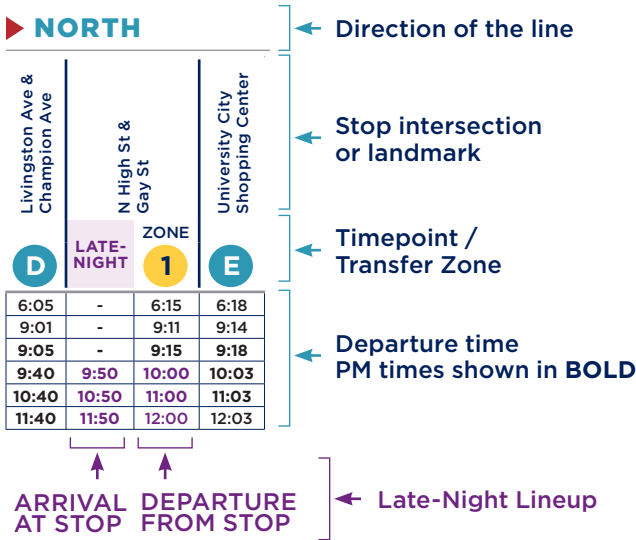 NORTH
Direction of the line
Livingston Ave &
Champion Ave
N High St &
Gay St
University City
Shopping Center
Stop intersection
or landmark
D
LATE-
NIGHT
ZONE
1
E
Timepoint /
Transfer Zone
6:05 - 6:15 6:18
9:01 - 9:11 9:14
9:05 - 9:15 9:18
9:40 9:50 10:00 10:03
10:40 10:50 11:00 11:03
11:40 11:50 12:00 12:03
Departure time
PM times shown in BOLD
ARRIVAL
AT STOP
DEPARTURE
FROM STOP
Late-Night Lineup